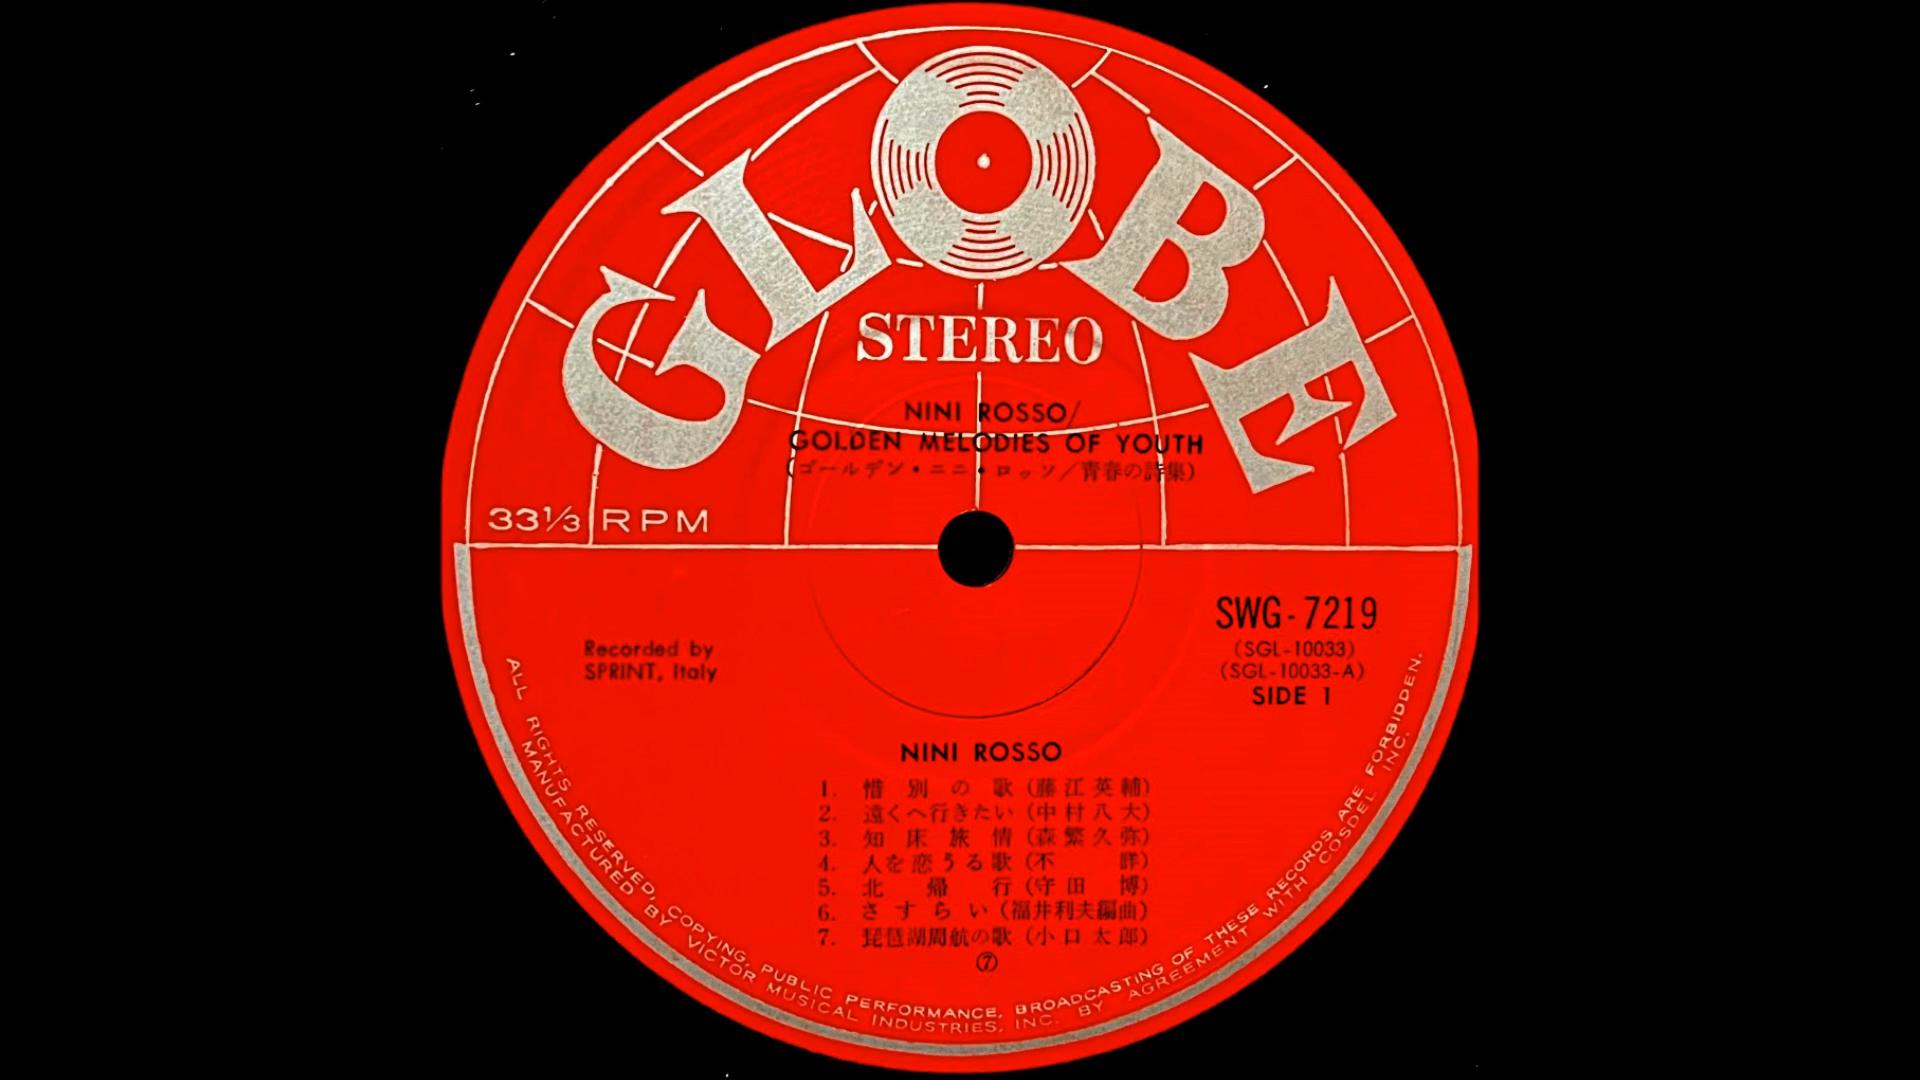 GLOBE
STEREO
NINI ROSSO/
GOLDEN MELODIES OF YOUTH
(ゴールデン・ニニ・ロッソ/青春の詩集)
33⅓ RPM
SWG-7219
(SGL-10033)
(SGL-10033-A)
SIDE 1
Recorded by
SPRINT, Italy
NINI ROSSO
1. 惜別の歌 (藤江英輔)
2. 遠くへ行きたい (中村八大)
3. 知床旅情 (森繁久弥)
4. 人を恋うる歌 (不詳)
5. 北帰行 (守田博)
6. さすらい (福井利夫編曲)
7. 琵琶湖周航の歌 (小口太郎)
⑦
ALL RIGHTS RESERVED, COPYING, PUBLIC PERFORMANCE, BROADCASTING OF THESE RECORDS ARE FORBIDDEN.
MANUFACTURED BY VICTOR MUSICAL INDUSTRIES, INC. BY AGREEMENT WITH COSDEL INC.